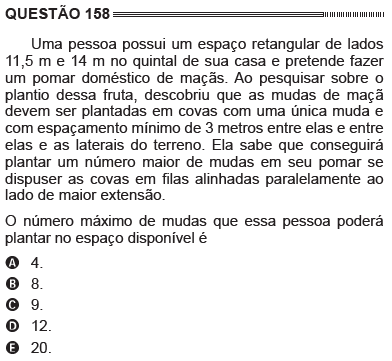 QUESTÃO 158
Uma pessoa possui um espaço retangular de lados
11,5 m e 14 m no quintal de sua casa e pretende fazer
um pomar doméstico de maçãs. Ao pesquisar sobre o
plantio dessa fruta, descobriu que as mudas de maçã
devem ser plantadas em covas com uma única muda e
com espaçamento mínimo de 3 metros entre elas e entre
elas e as laterais do terreno. Ela sabe que conseguirá
plantar um número maior de mudas em seu pomar se
dispuser as covas em filas alinhadas paralelamente ao
lado de maior extensão.
O número máximo de mudas que essa pessoa poderá
plantar no espaço disponível é
A 4.
B 8.
C 9.
D 12.
E 20.